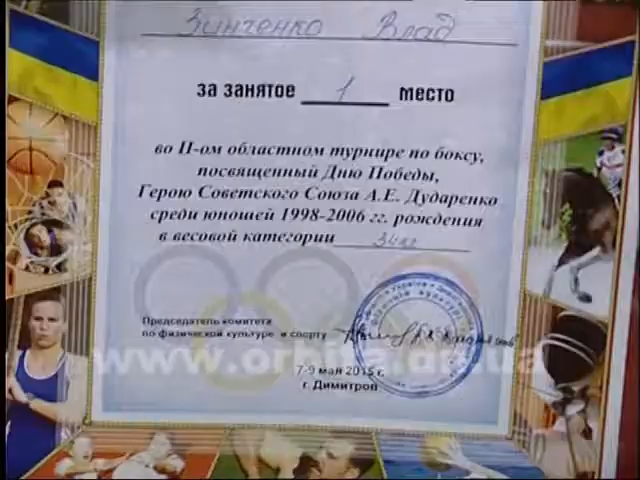 Зинченко Влад
за занятое 1 место
во II-ом областном турнире по боксу,
посвященный Дню Победы,
Герою Советского Союза А.Е. Дударенко
среди юношей 1998-2006 гг. рождения
в весовой категории 34кг
Председатель комитета
по физической культуре и спорту
www.orbita.dn.ua
7-9 мая 2015 г.
г. Димитров